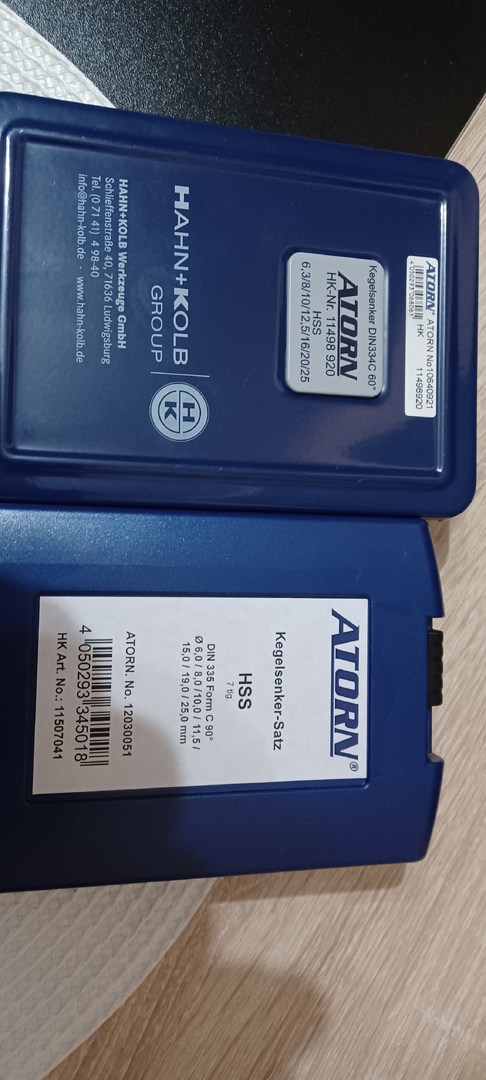 ATORN® ATORN No10640921
4 050293 068061 HK 11498920
Kegelsenker DIN334C 60°
ATORN
HK-Nr. 11498 920
HSS
6,3/8/10/12,5/16/20/25
HAHN+KOLB
GROUP
HK
HAHN+KOLB Werkzeuge GmbH
Schlieffenstraße 40, 71636 Ludwigsburg
Tel. (0 71 41) 4 98-40
info@hahn-kolb.de · www.hahn-kolb.de
ATORN®
Kegelsenker-Satz
HSS
7 tlg.
DIN 335 Form C 90°
Ø 6,0 / 8,0 /10,0 / 11,5 /
15,0 / 19,0 / 25,0 mm
ATORN. No. 12030051
4 050293 345018
HK Art. No.: 11507041